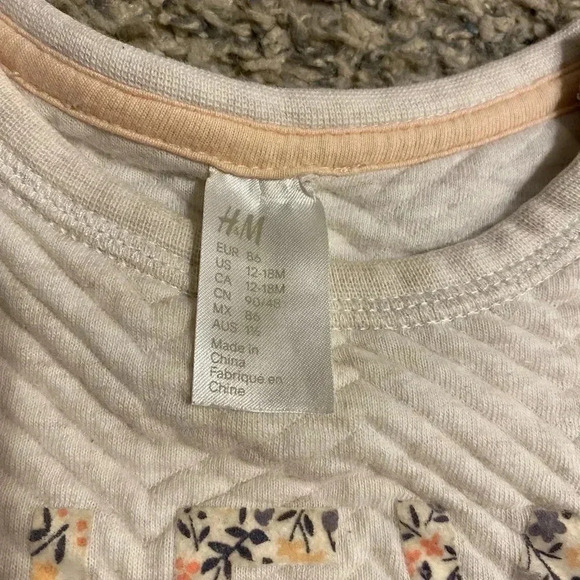 H&M
EUR 86
US 12-18M
CA 12-18M
CN 90/48
MX 86
AUS 1½
Made in
China
Fabriqué en
Chine